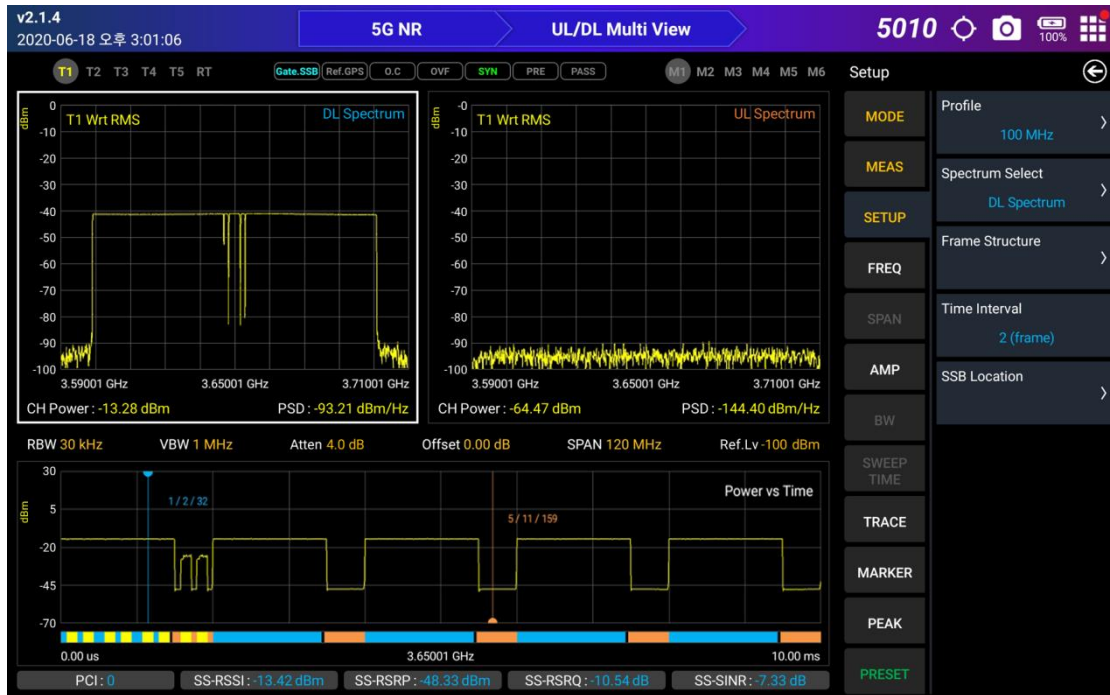 v2.1.4
2020-06-18 오후 3:01:06
5G NR
UL/DL Multi View
5010
100%
T1 T2 T3 T4 T5 RT
Gate.SSB Ref.GPS O.C OVF SYN PRE PASS
M1 M2 M3 M4 M5 M6
Setup
dBm
0
-10
-20
-30
-40
-50
-60
-70
-80
-90
-100
T1 Wrt RMS
DL Spectrum
3.59001 GHz 3.65001 GHz 3.71001 GHz
CH Power : -13.28 dBm PSD : -93.21 dBm/Hz
dBm
-0
-10
-20
-30
-40
-50
-60
-70
-80
-90
-100
T1 Wrt RMS
UL Spectrum
3.59001 GHz 3.65001 GHz 3.71001 GHz
CH Power : -64.47 dBm PSD : -144.40 dBm/Hz
RBW 30 kHz VBW 1 MHz Atten 4.0 dB Offset 0.00 dB SPAN 120 MHz Ref.Lv -100 dBm
dBm
30
5
-20
-45
-70
1 / 2 / 32
5 / 11 / 159
Power vs Time
0.00 us 3.65001 GHz 10.00 ms
PCI : 0 SS-RSSI : -13.42 dBm SS-RSRP : -48.33 dBm SS-RSRQ : -10.54 dB SS-SINR : -7.33 dB
MODE
MEAS
SETUP
FREQ
SPAN
AMP
BW
SWEEP
TIME
TRACE
MARKER
PEAK
PRESET
Profile
100 MHz
Spectrum Select
DL Spectrum
Frame Structure
Time Interval
2 (frame)
SSB Location